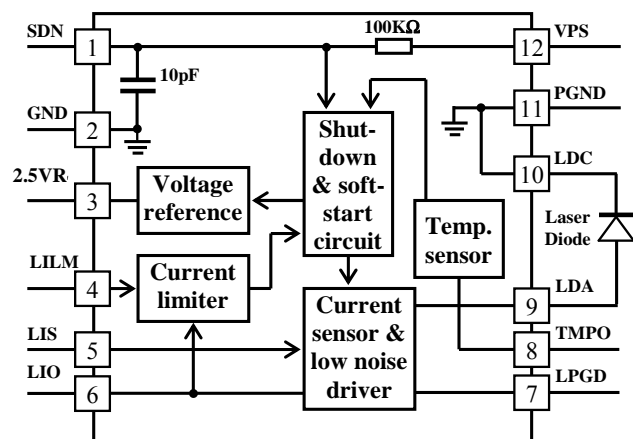 SDN
1
100KΩ
12
VPS
10pF
GND
2
11
PGND
Shut-
down
& soft-
start
circuit
2.5VR
3
Voltage
reference
10
LDC
Laser
Diode
Temp.
sensor
LILM
4
Current
limiter
9
LDA
LIS
5
Current
sensor &
low noise
driver
8
TMPO
LIO
6
7
LPGD